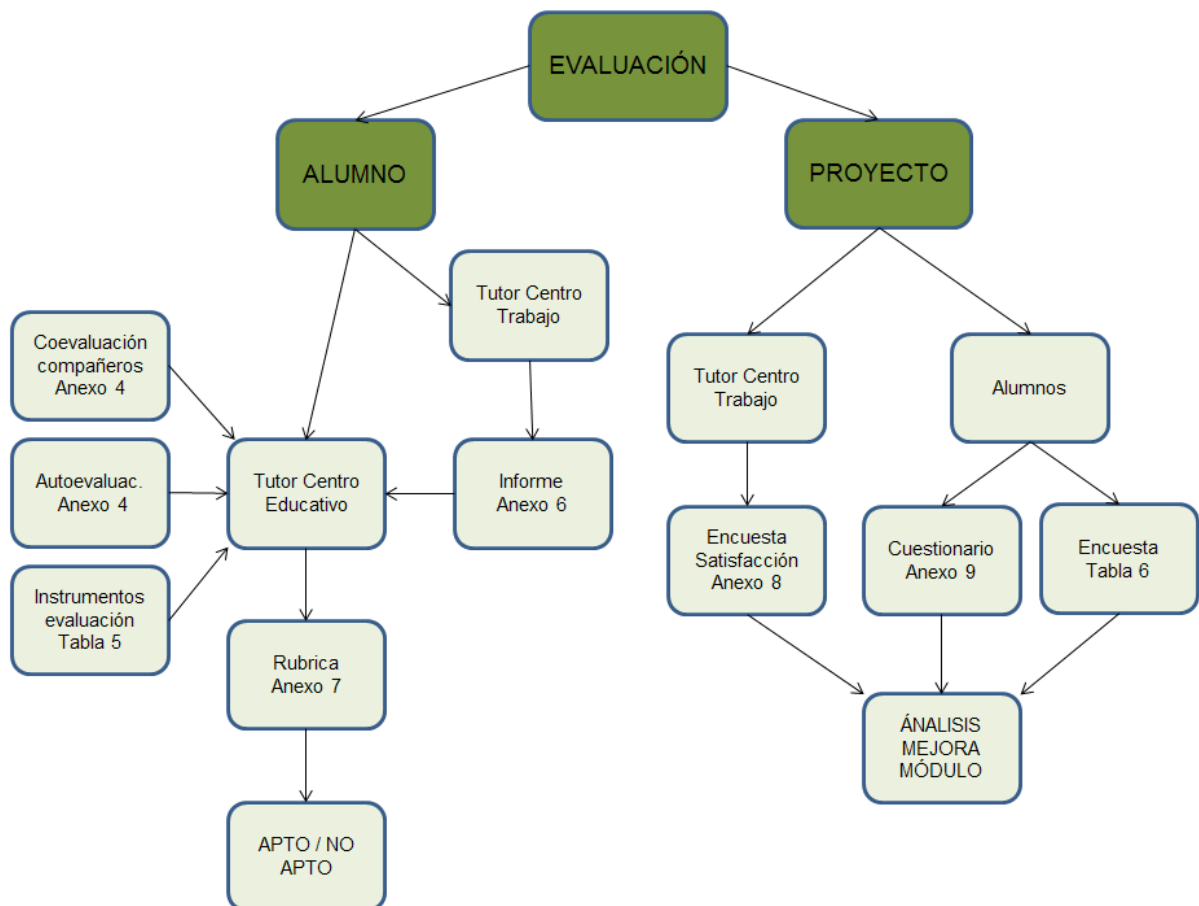 EVALUACIÓN
ALUMNO
PROYECTO
Tutor Centro
Trabajo
Coevaluación
compañeros
Anexo 4
Tutor Centro
Trabajo
Alumnos
Autoevaluac.
Anexo 4
Tutor Centro
Educativo
Informe
Anexo 6
Encuesta
Satisfacción
Anexo 8
Cuestionario
Anexo 9
Encuesta
Tabla 6
Instrumentos
evaluación
Tabla 5
Rubrica
Anexo 7
ÁNALISIS
MEJORA
MÓDULO
APTO / NO
APTO